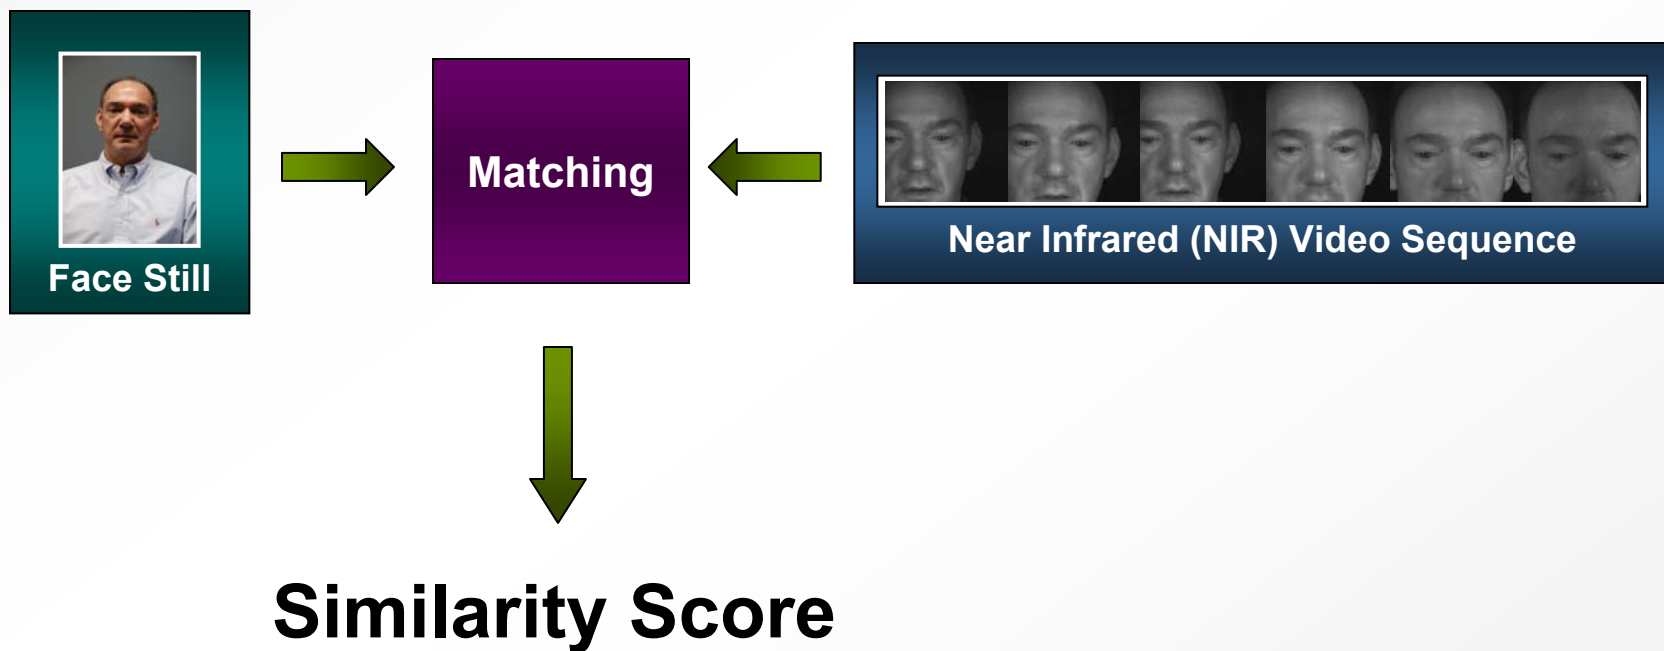 Face Still
Matching
Near Infrared (NIR) Video Sequence
Similarity Score